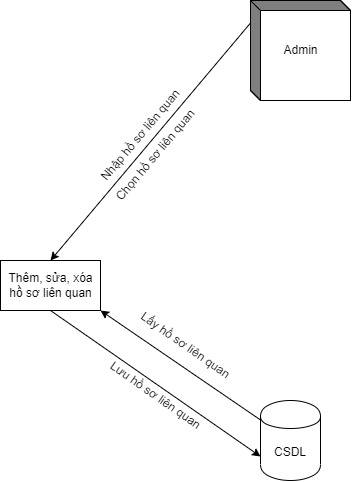 Admin
Nhập hồ sơ liên quan
Chọn hồ sơ liên quan
Thêm, sửa, xóa
hồ sơ liên quan
Lấy hồ sơ liên quan
Lưu hồ sơ liên quan
CSDL